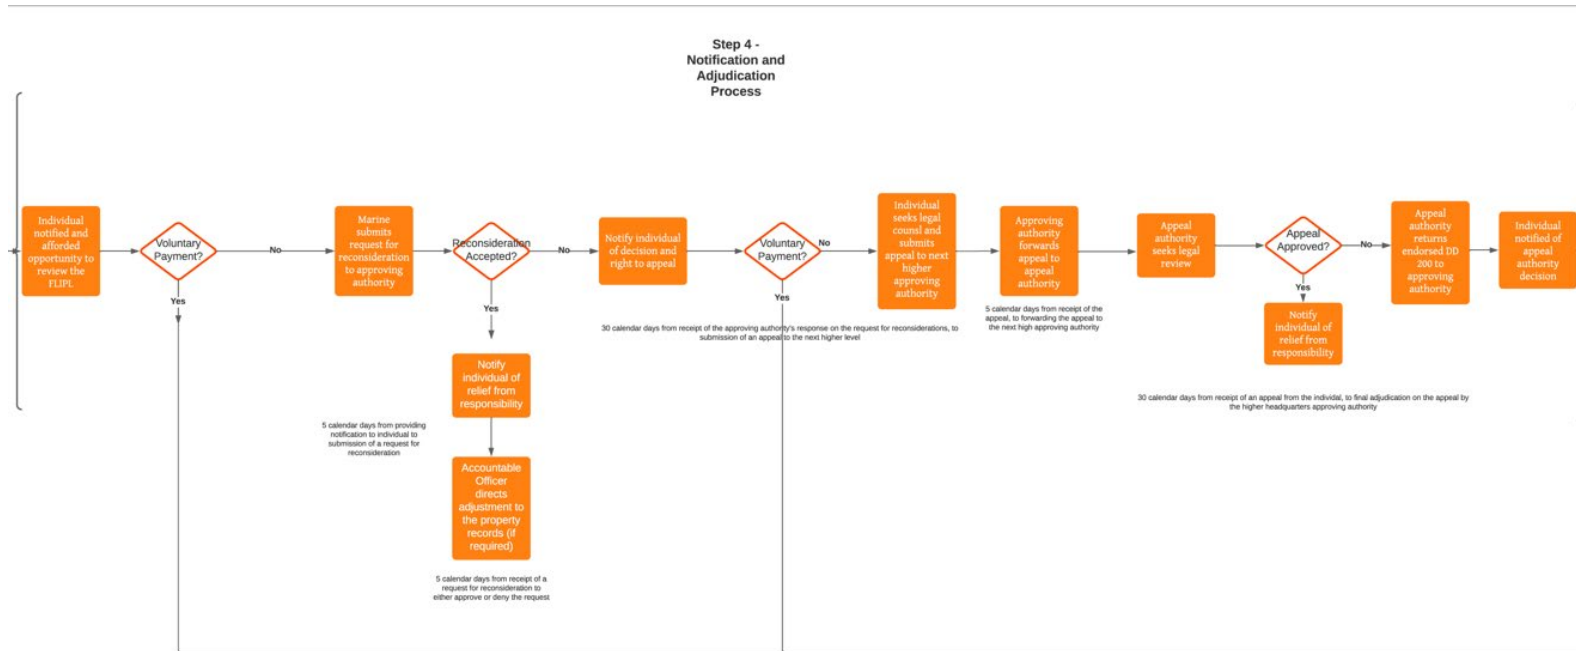 Step 4 -
Notification and
Adjudication
Process
Individual
notified and
afforded
opportunity to
review the
FLIPL
Voluntary
Payment?
No
Yes
Marine
submits
request for
reconsideration
to approving
authority
5 calendar days from providing
notification to individual to
submission of a request for
reconsideration
Reconsideration
Accepted?
No
Yes
Notify
individual of
relief from
responsibility
Accountable
Officer
directs
adjustment to
the property
records (if
required)
5 calendar days from receipt of a
request for reconsideration to
either approve or deny the request
Notify individual
of decision and
right to appeal
Voluntary
Payment?
No
Yes
30 calendar days from receipt of the approving authority's response on the request for reconsiderations, to
submission of an appeal to the next higher level
Individual
seeks legal
counsl and
submits
appeal to next
higher
approving
authority
Approving
authority
forwards
appeal to
appeal
authority
5 calendar days from receipt of the
appeal, to forwarding the appeal to
the next high approving authority
Appeal
authority
seeks legal
review
Appeal
Approved?
No
Yes
Notify
individual of
relief from
responsibility
30 calendar days from receipt of an appeal from the individal, to final adjudication on the appeal by
the higher headquarters approving authority
Appeal
authority
returns
endorsed DD
200 to
approving
authority
Individual
notified of
appeal
authority
decision